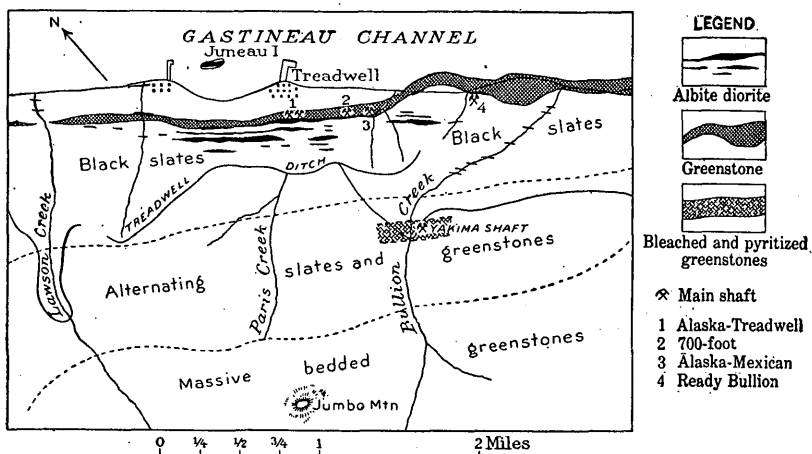 N
GASTINEAU CHANNEL
Juneau I
Treadwell
1
2
3
4
Black slates
Black slates
TREADWELL DITCH
Lawson Creek
Paris Creek
Bullion Creek
YAKIMA SHAFT
Alternating slates and greenstones
Massive bedded greenstones
Jumbo Mtn
0 1/4 1/2 3/4 1 2 Miles
LEGEND
Albite diorite
Greenstone
Bleached and pyritized
greenstones
Main shaft
1 Alaska-Treadwell
2 700-foot
3 Alaska-Mexican
4 Ready Bullion